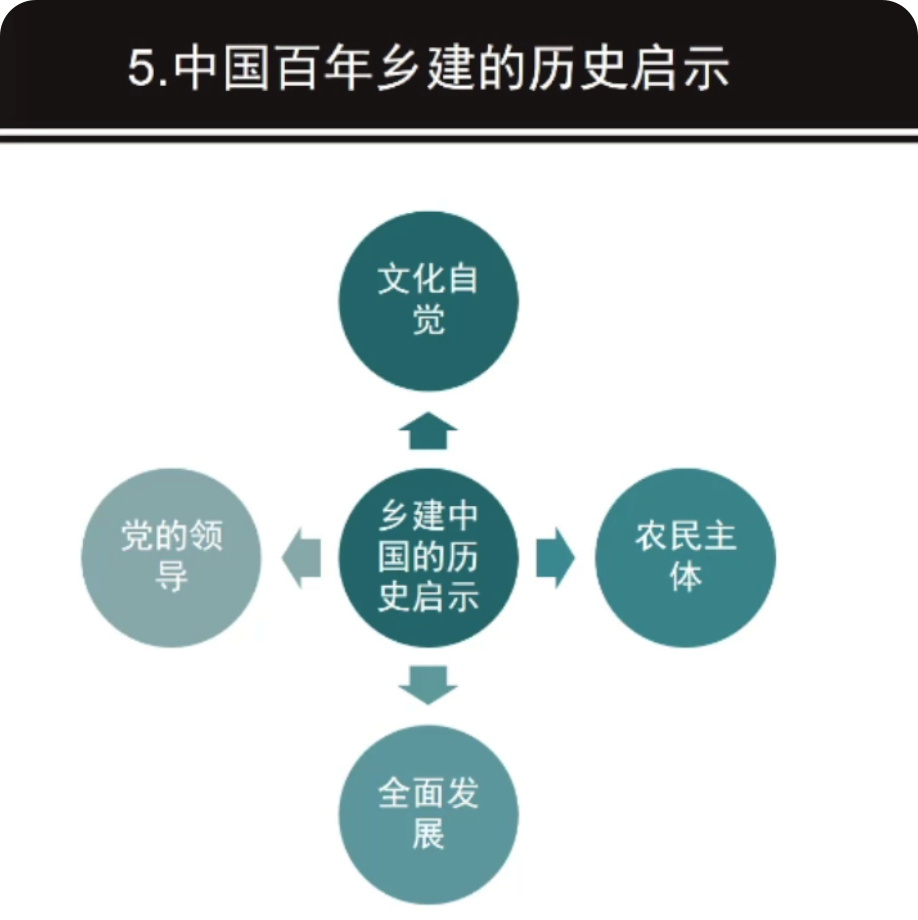 5.中国百年乡建的历史启示
文化自
觉
党的领
导
乡建中
国的历
史启示
农民主
体
全面发
展